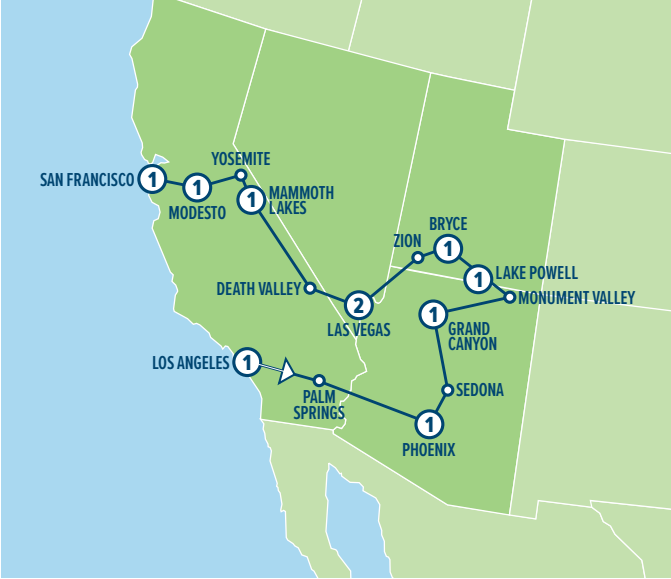 YOSEMITE
SAN FRANCISCO
1
1
MODESTO
1
MAMMOTH
LAKES
BRYCE
ZION
1
DEATH VALLEY
1
LAKE POWELL
MONUMENT VALLEY
2
LAS VEGAS
1
GRAND
CANYON
LOS ANGELES
1
PALM
SPRINGS
SEDONA
1
PHOENIX